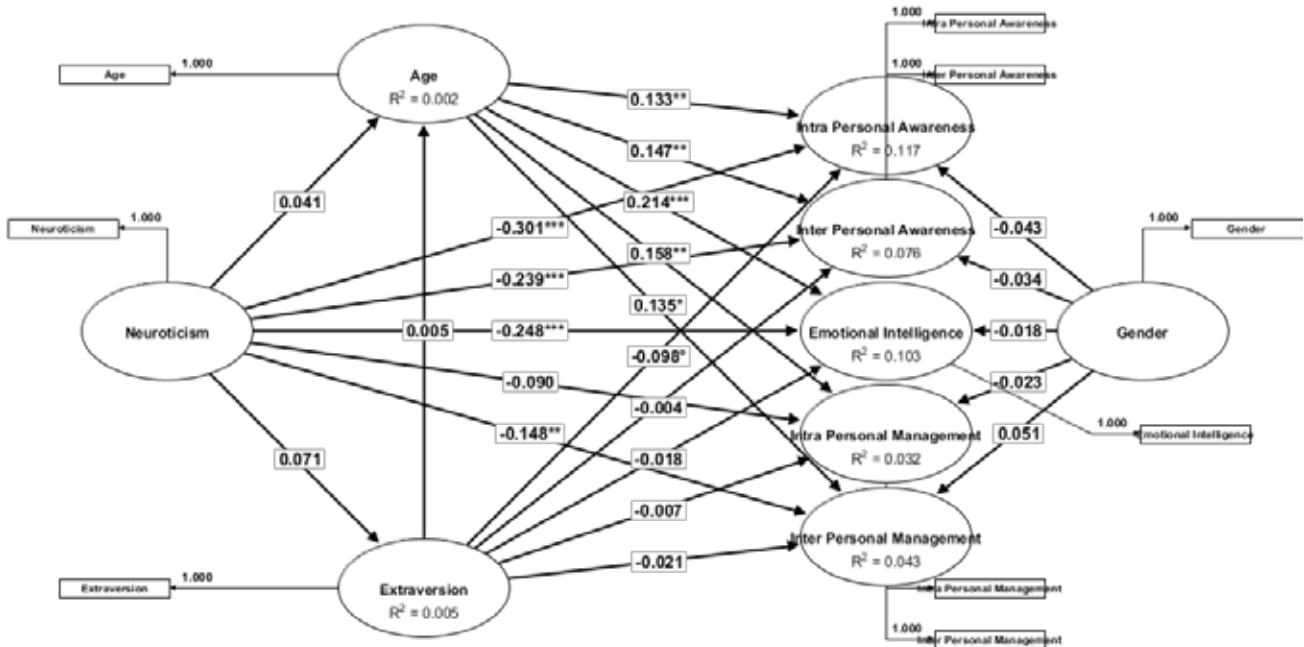 1.000
Intra Personal Awareness
1.000
Age
1.000
Inter Personal Awareness
Age
R² = 0.002
0.133**
Intra Personal Awareness
R² = 0.117
0.147**
0.041
0.214***
1.000
Neuroticism
-0.301***
Inter Personal Awareness
R² = 0.076
-0.043
1.000
Gender
0.158**
-0.239***
-0.034
0.135*
Neuroticism
0.005
-0.248***
Emotional Intelligence
R² = 0.103
-0.018
Gender
-0.098*
-0.090
-0.023
-0.004
-0.148**
Intra Personal Management
R² = 0.032
0.051
1.000
Emotional Intelligence
0.071
-0.018
-0.007
Inter Personal Management
R² = 0.043
-0.021
1.000
Extraversion
Extraversion
R² = 0.005
1.000
Intra Personal Management
1.000
Inter Personal Management